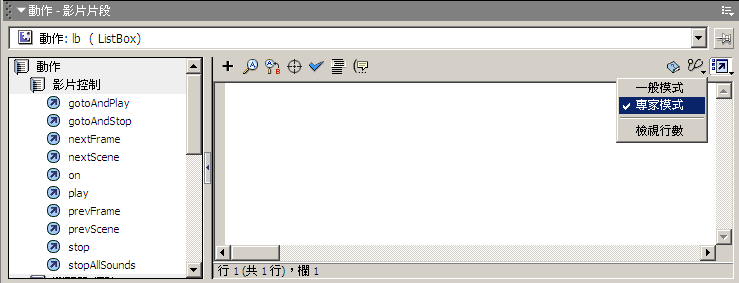 動作 - 影片片段
動作: lb （ ListBox）
動作
影片控制
gotoAndPlay
gotoAndStop
nextFrame
nextScene
on
play
prevFrame
prevScene
stop
stopAllSounds
一般模式
專家模式
檢視行數
行 1 (共 1 行)，欄 1